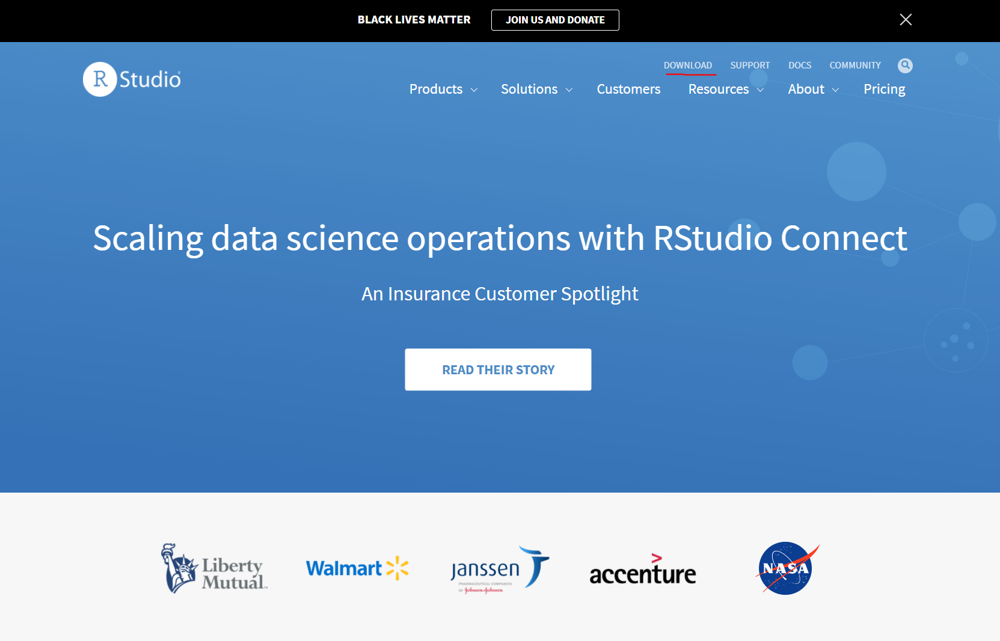 BLACK LIVES MATTER JOIN US AND DONATE
DOWNLOAD SUPPORT DOCS COMMUNITY
R Studio®
Products Solutions Customers Resources About Pricing
Scaling data science operations with RStudio Connect
An Insurance Customer Spotlight
READ THEIR STORY
Liberty
Mutual™
Walmart
janssen
PHARMACEUTICAL COMPANIES
OF Johnson&Johnson
accenture
NASA